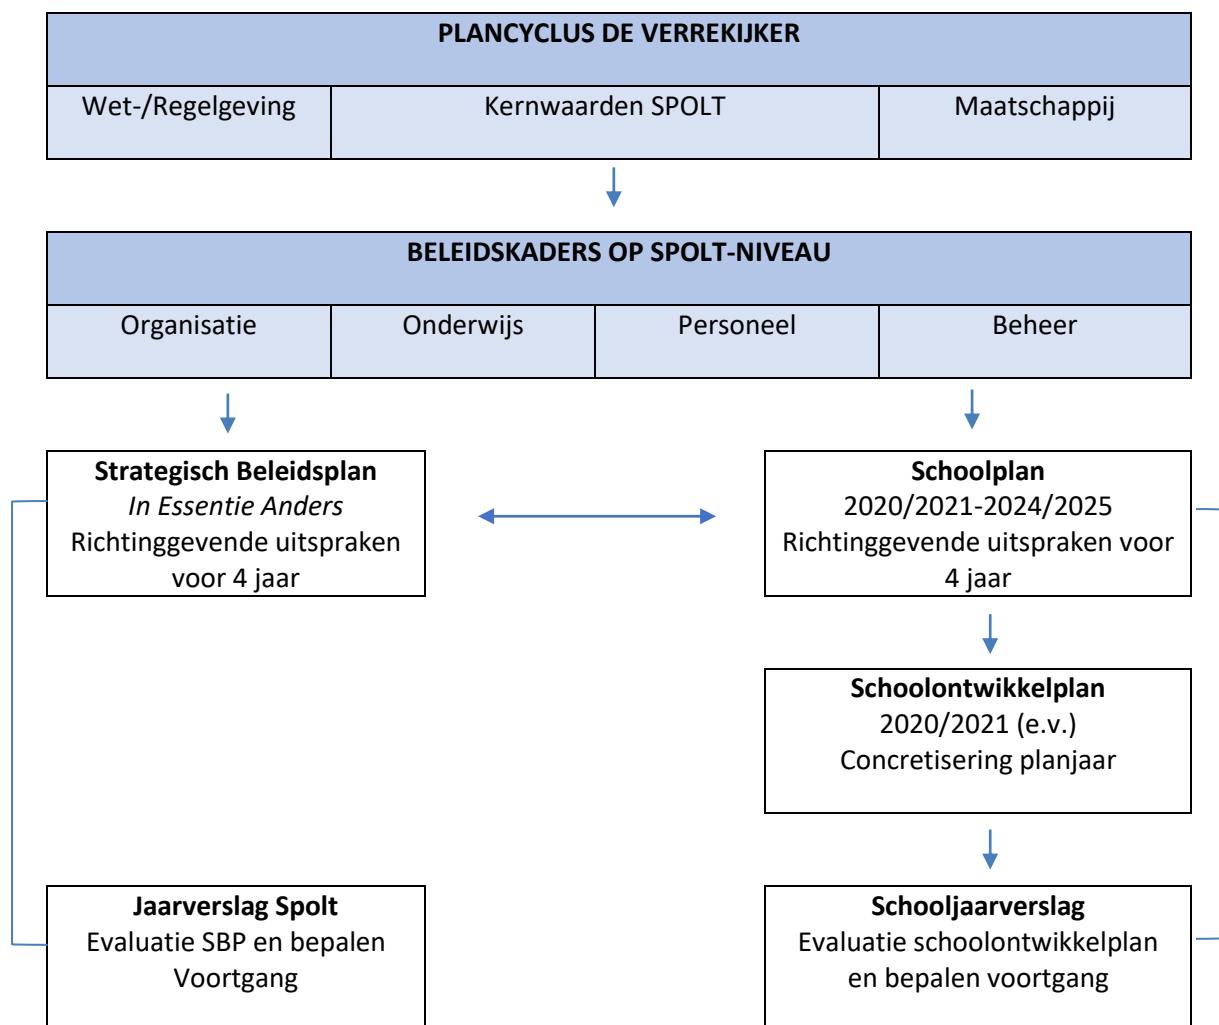 PLANCYCLUS DE VERREKIJKER
Wet-/Regelgeving
Kernwaarden SPOLT
Maatschappij
BELEIDSKADERS OP SPOLT-NIVEAU
Organisatie
Onderwijs
Personeel
Beheer
Strategisch Beleidsplan
In Essentie Anders
Richtinggevende uitspraken
voor 4 jaar
Schoolplan
2020/2021-2024/2025
Richtinggevende uitspraken voor
4 jaar
Schoolontwikkelplan
2020/2021 (e.v.)
Concretisering planjaar
Jaarverslag Spolt
Evaluatie SBP en bepalen
Voortgang
Schooljaarverslag
Evaluatie schoolontwikkelplan
en bepalen voortgang